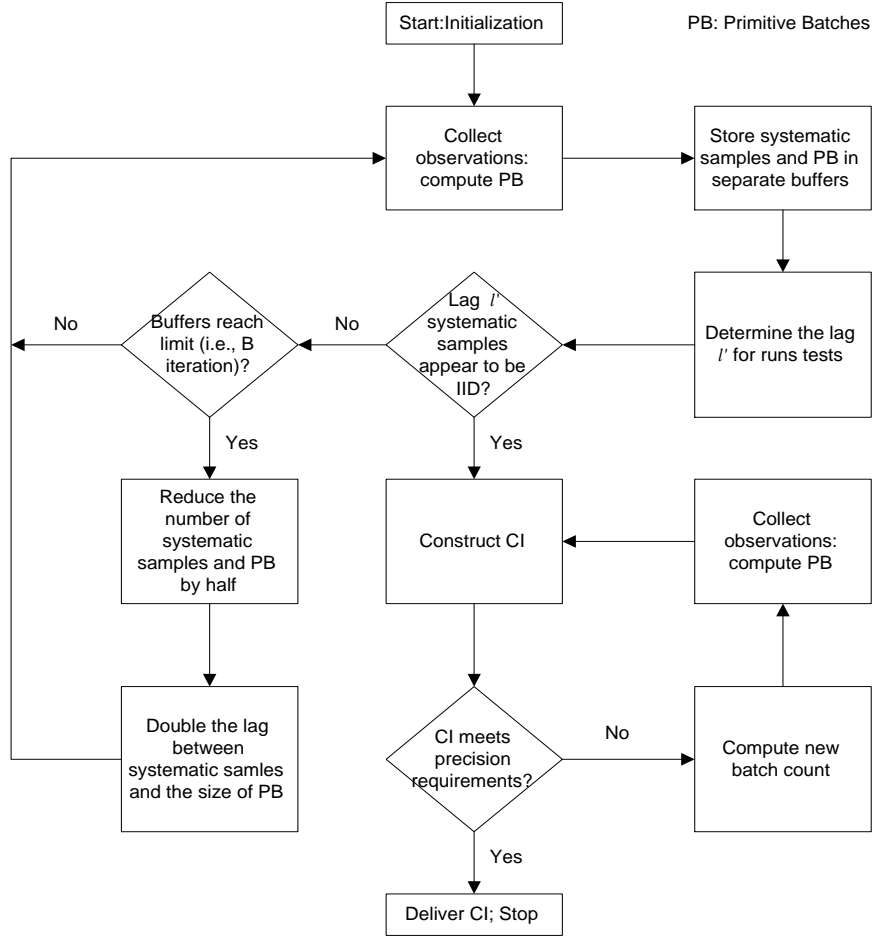 Start:Initialization
PB: Primitive Batches
Collect
observations:
compute PB
Store systematic
samples and PB in
separate buffers
Determine the lag
l' for runs tests
Lag l'
systematic
samples
appear to be
IID?
No
Buffers reach
limit (i.e., B
iteration)?
No
Yes
Reduce the
number of
systematic
samples and PB
by half
Double the lag
between
systematic samles
and the size of PB
Yes
Construct CI
Collect
observations:
compute PB
CI meets
precision
requirements?
No
Compute new
batch count
Yes
Deliver CI; Stop